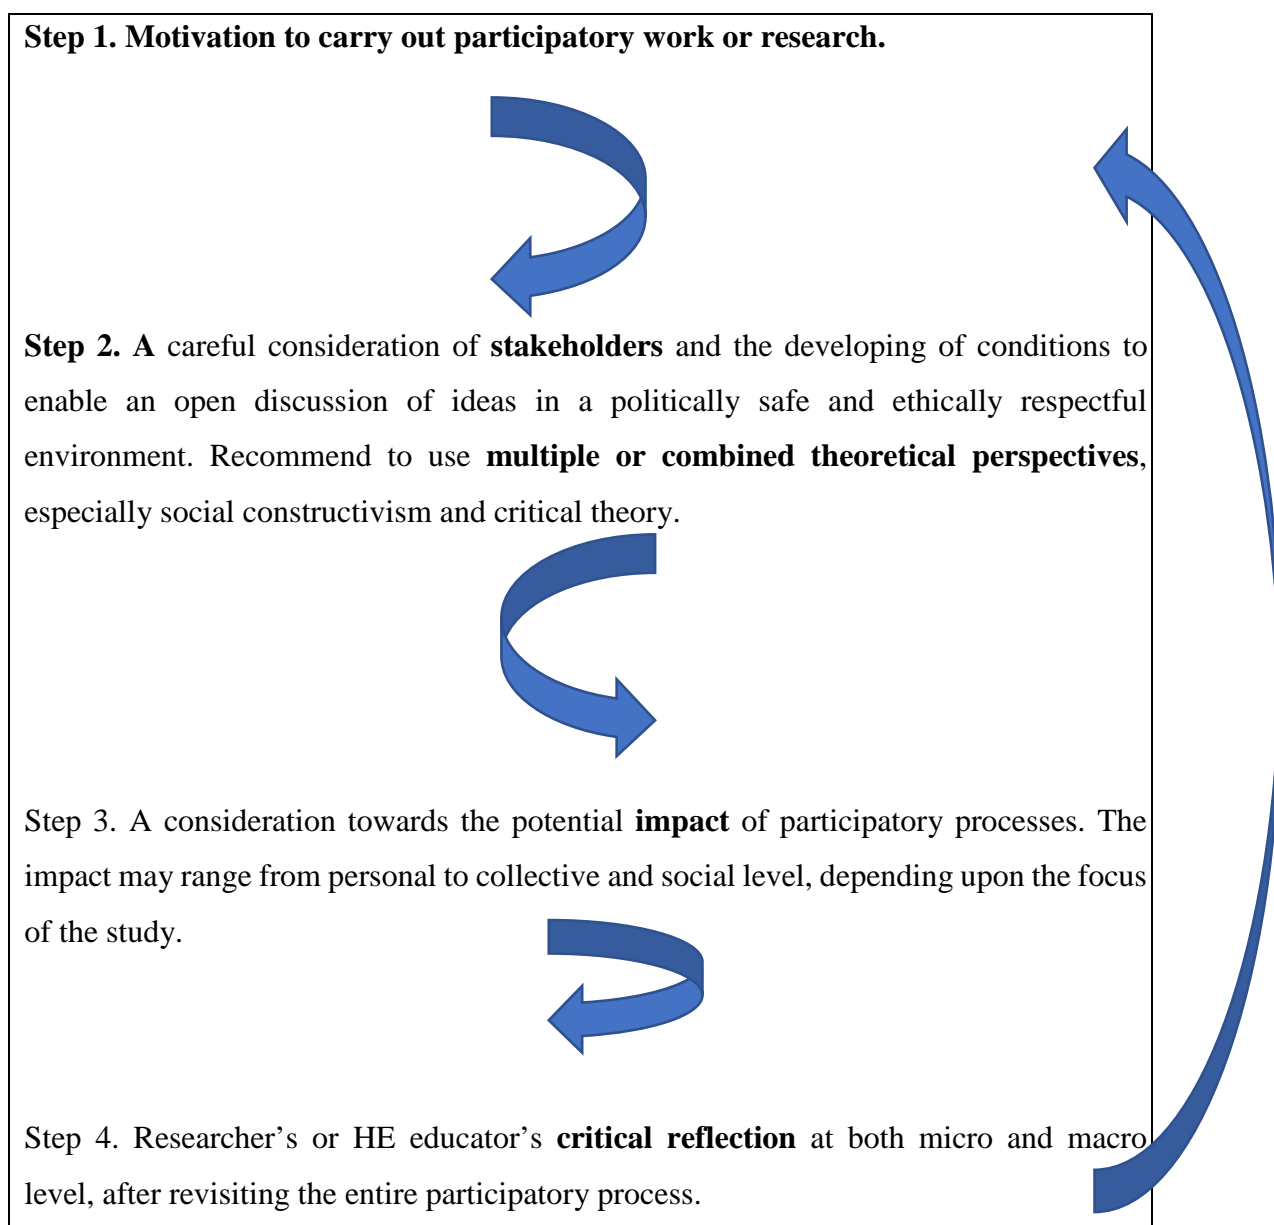 Step 1. Motivation to carry out participatory work or research.
Step 2. A careful consideration of stakeholders and the developing of conditions to
enable an open discussion of ideas in a politically safe and ethically respectful
environment. Recommend to use multiple or combined theoretical perspectives,
especially social constructivism and critical theory.
Step 3. A consideration towards the potential impact of participatory processes. The
impact may range from personal to collective and social level, depending upon the focus
of the study.
Step 4. Researcher’s or HE educator’s critical reflection at both micro and macro
level, after revisiting the entire participatory process.